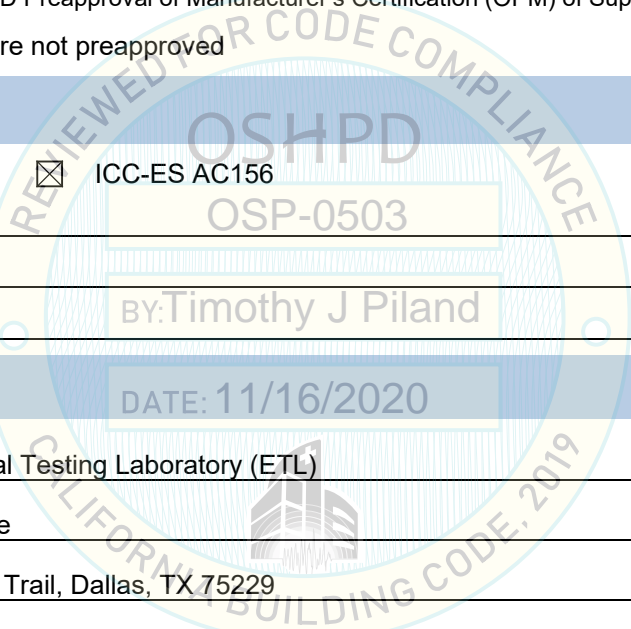 D Preapproval of Manufacturer's Certification (OPM) of Sup
re not preapproved
REVIEWED FOR CODE COMPLIANCE
OSHPD
ICC-ES AC156
OSP-0503
BY:Timothy J Piland
DATE: 11/16/2020
al Testing Laboratory (ETL)
e
Trail, Dallas, TX 75229
CALIFORNIA BUILDING CODE, 2019